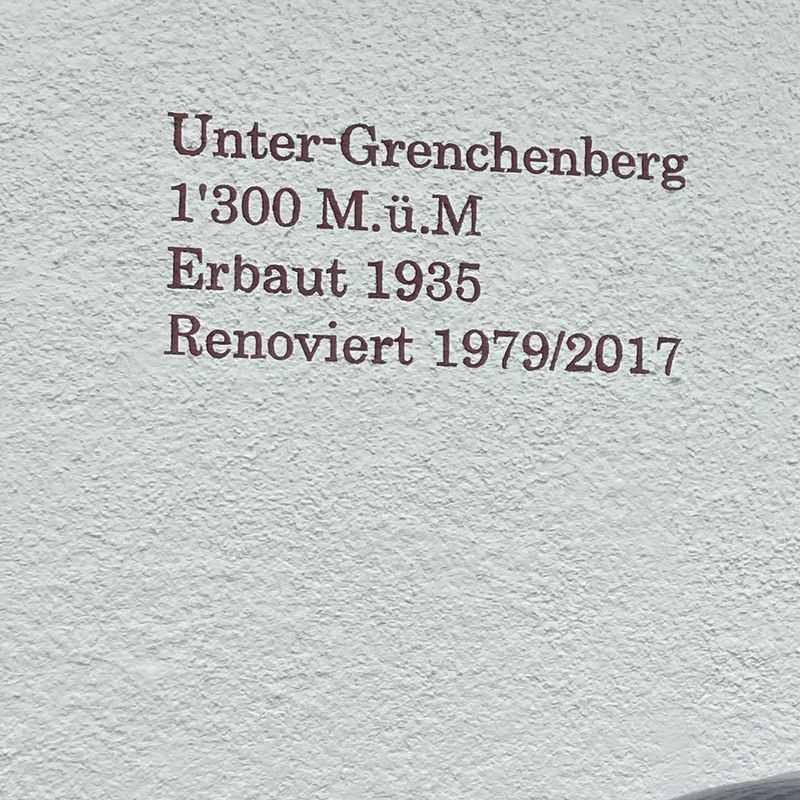 Unter-Grenchenberg
1'300 M.ü.M
Erbaut 1935
Renoviert 1979/2017